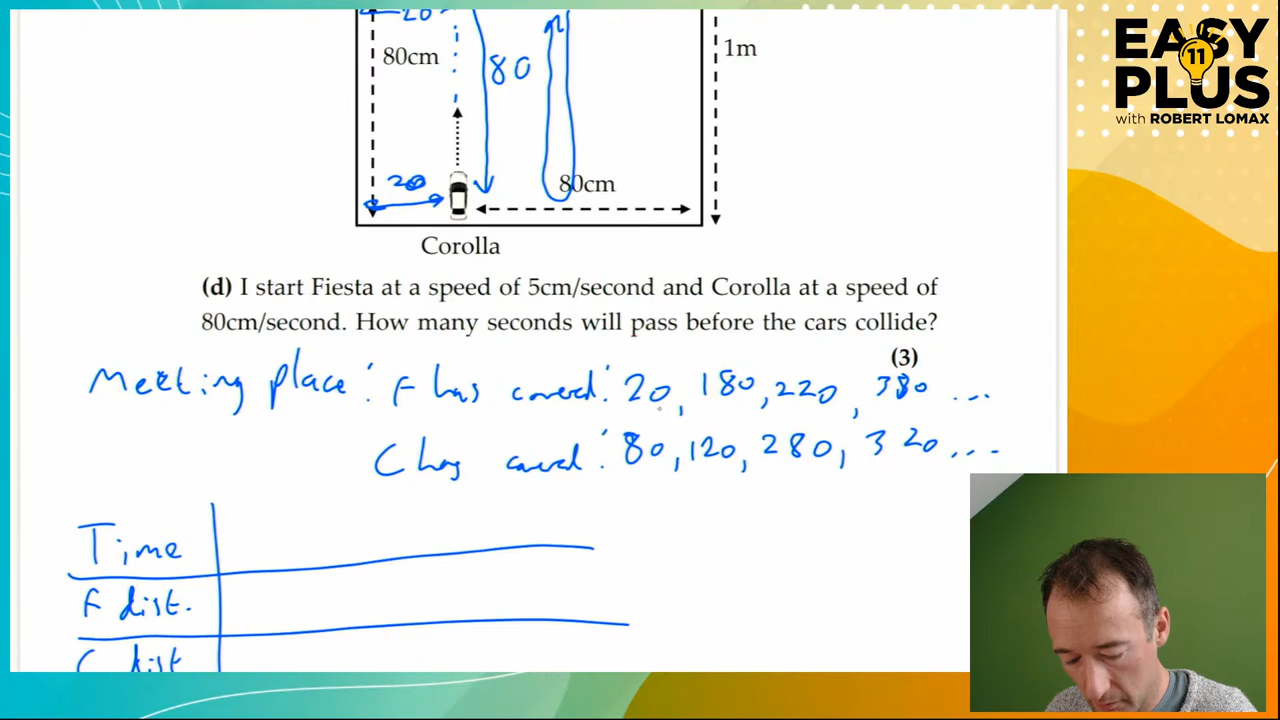 20
EASY
11
PLUS
with ROBERT LOMAX
80cm
80
1m
20
80cm
Corolla
(d) I start Fiesta at a speed of 5cm/second and Corolla at a speed of
80cm/second. How many seconds will pass before the cars collide?
(3)
Meeting place: F has covered: 20, 180, 220, 380 ...
C has covered: 80, 120, 280, 320, ...
Time
F dist.
C dist